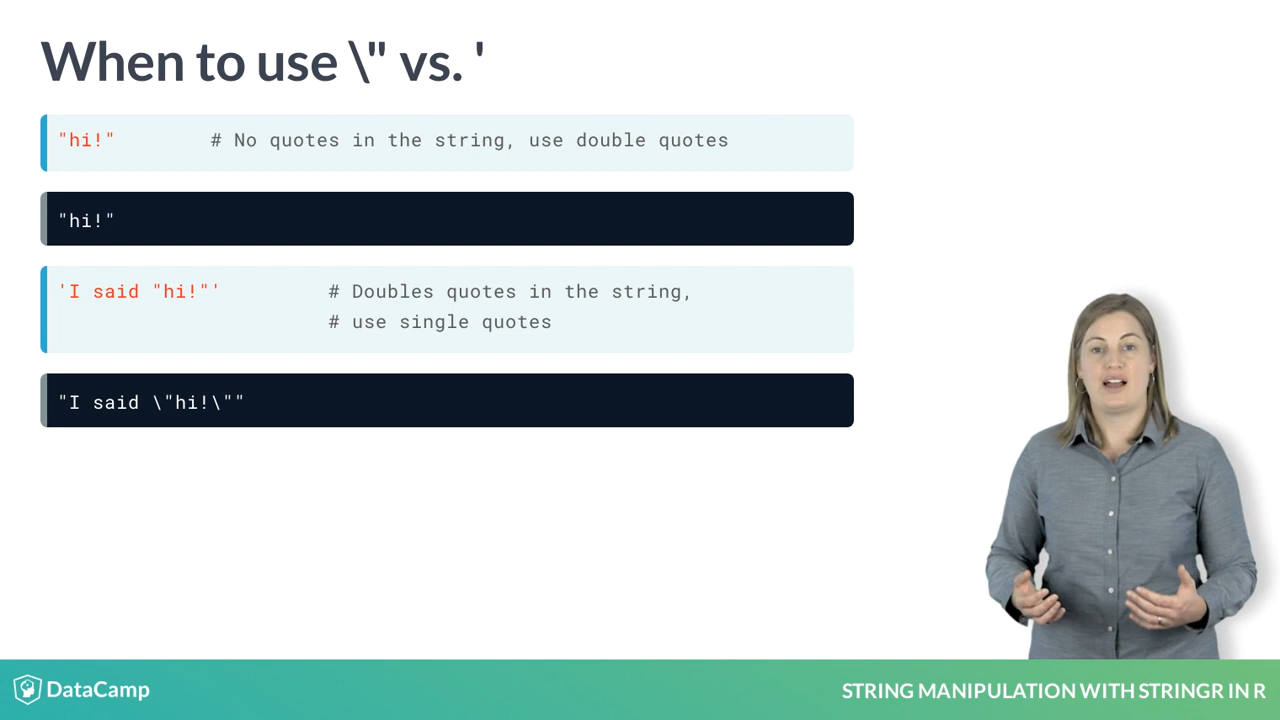 When to use \" vs. '
"hi!" # No quotes in the string, use double quotes
"hi!"
'I said "hi!"' # Doubles quotes in the string,
# use single quotes
"I said \"hi!\""
DataCamp
STRING MANIPULATION WITH STRINGR IN R